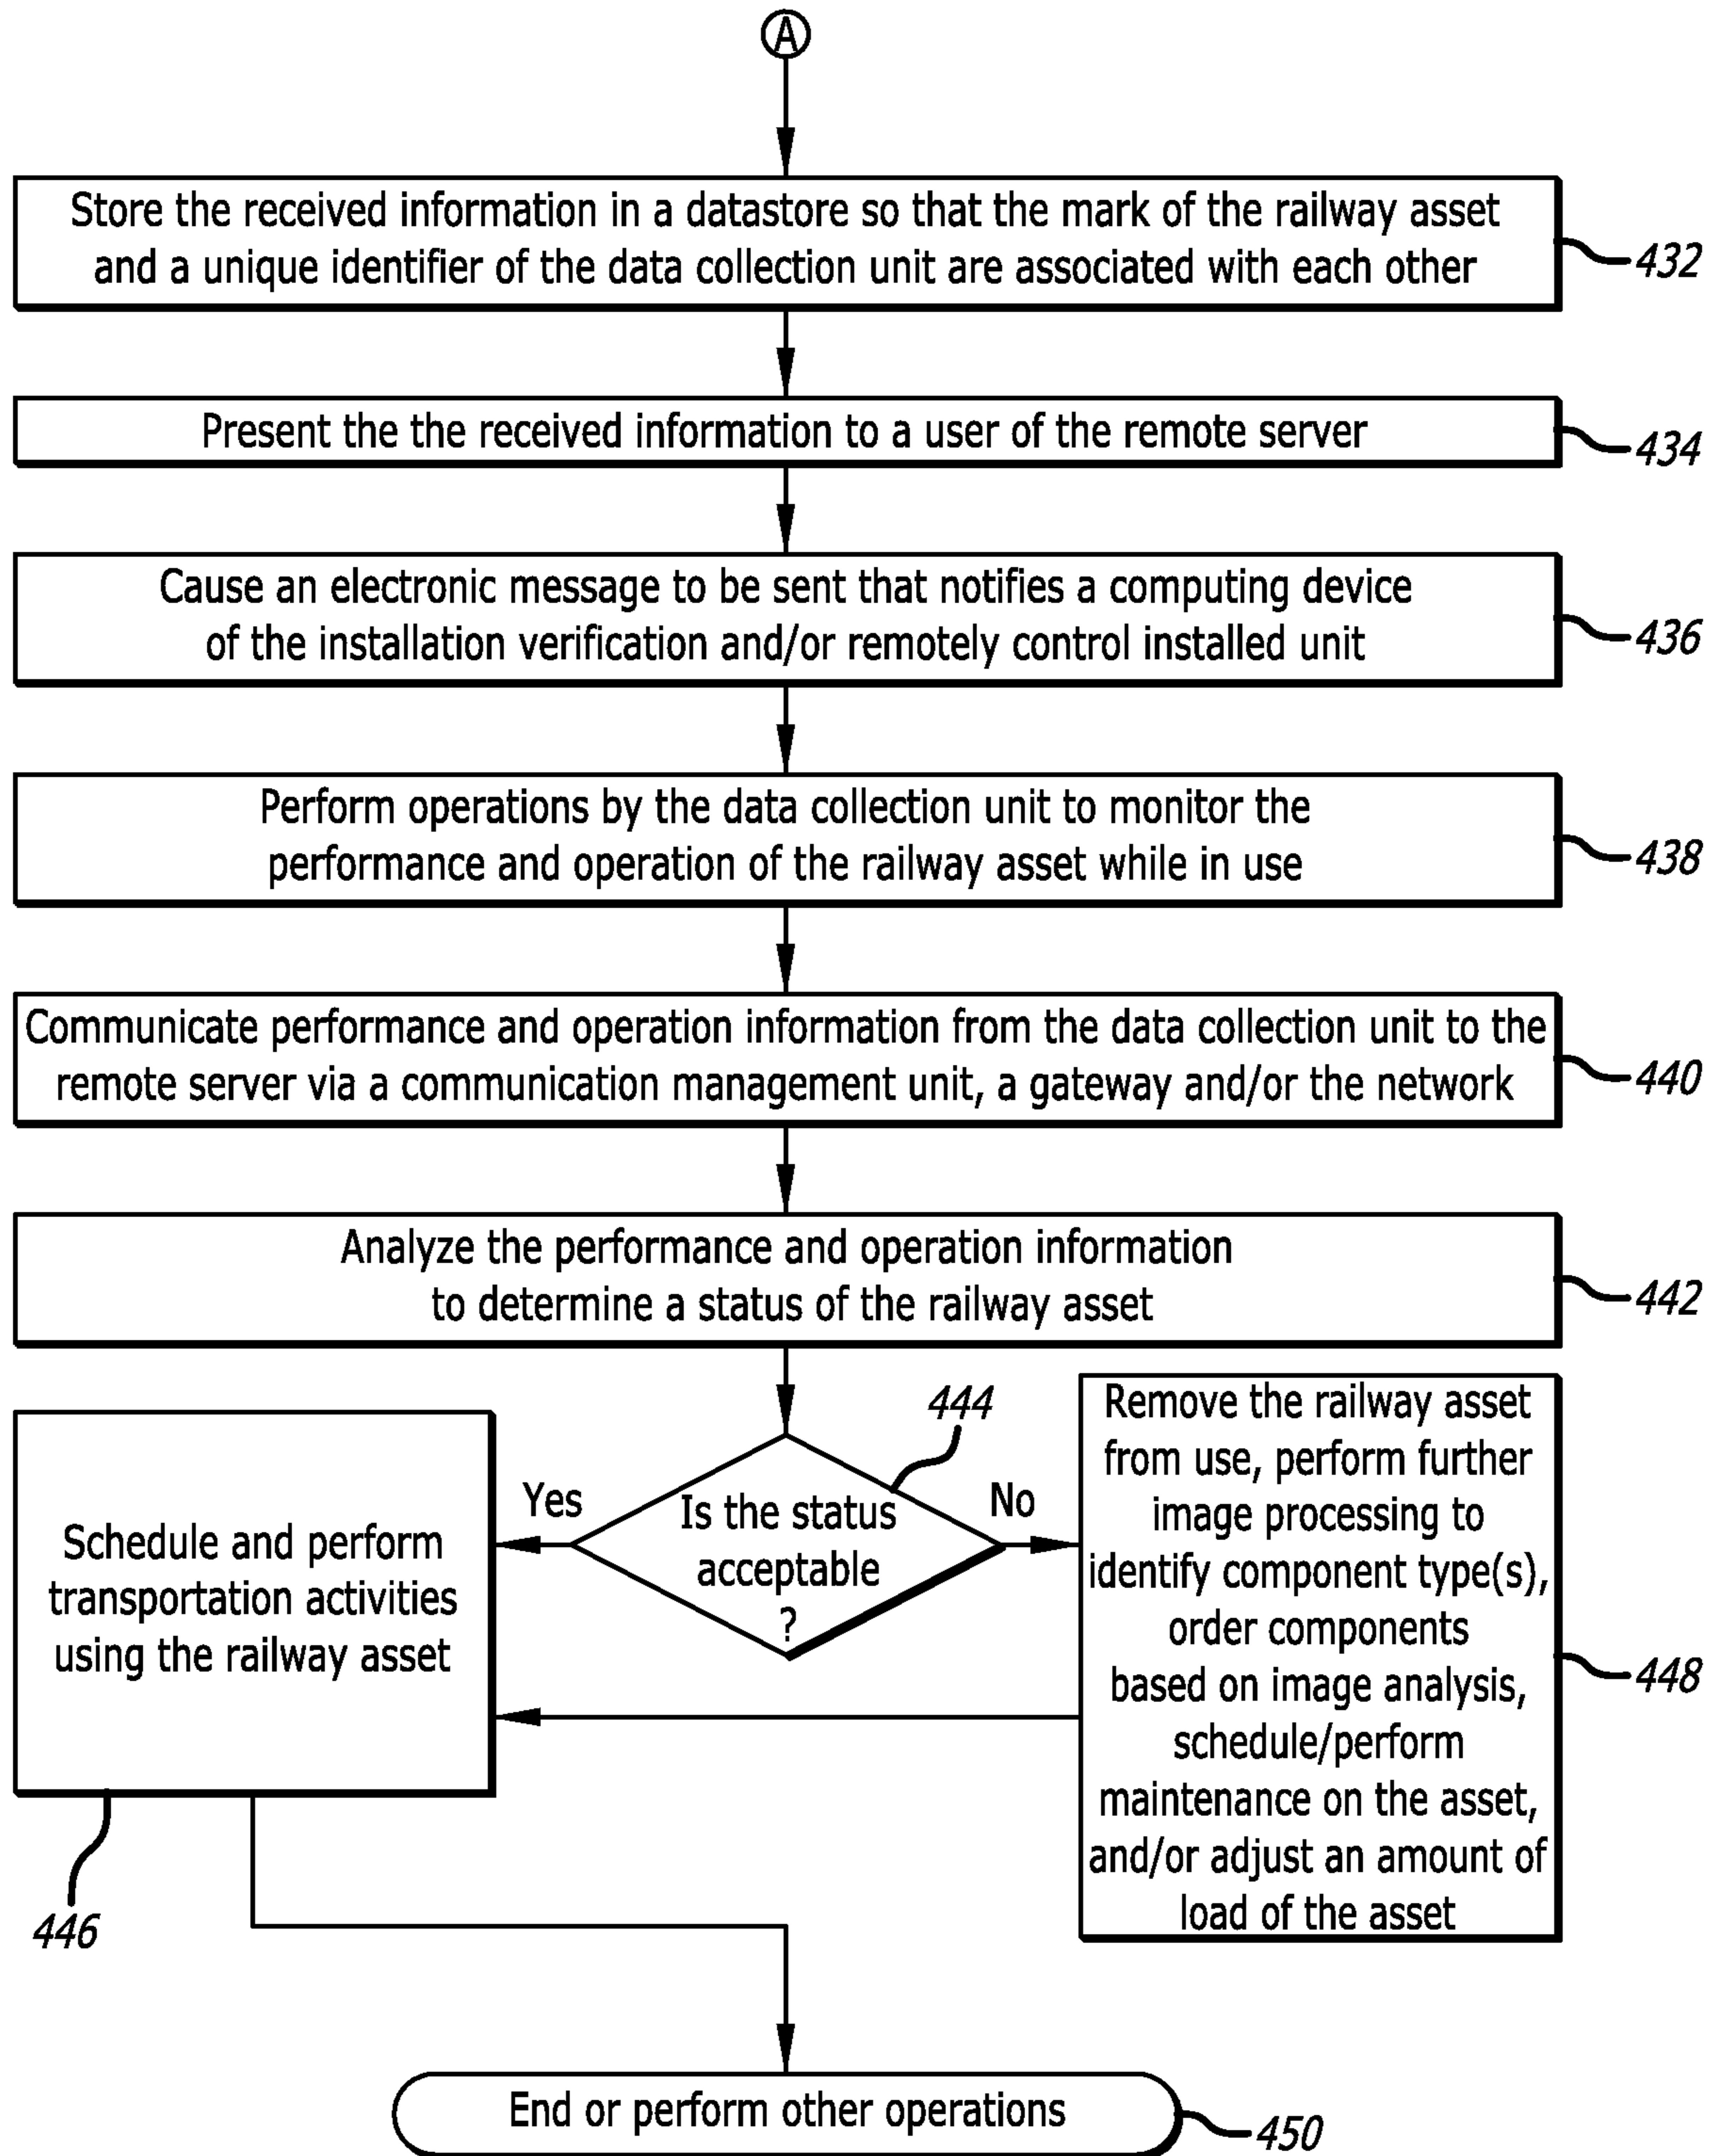 A
Store the received information in a datastore so that the mark of the railway asset
and a unique identifier of the data collection unit are associated with each other
432
Present the the received information to a user of the remote server
434
Cause an electronic message to be sent that notifies a computing device
of the installation verification and/or remotely control installed unit
436
Perform operations by the data collection unit to monitor the
performance and operation of the railway asset while in use
438
Communicate performance and operation information from the data collection unit to the
remote server via a communication management unit, a gateway and/or the network
440
Analyze the performance and operation information
to determine a status of the railway asset
442
444
Is the status
acceptable
?
Yes
No
Schedule and perform
transportation activities
using the railway asset
446
Remove the railway asset
from use, perform further
image processing to
identify component type(s),
order components
based on image analysis,
schedule/perform
maintenance on the asset,
and/or adjust an amount of
load of the asset
448
End or perform other operations
450